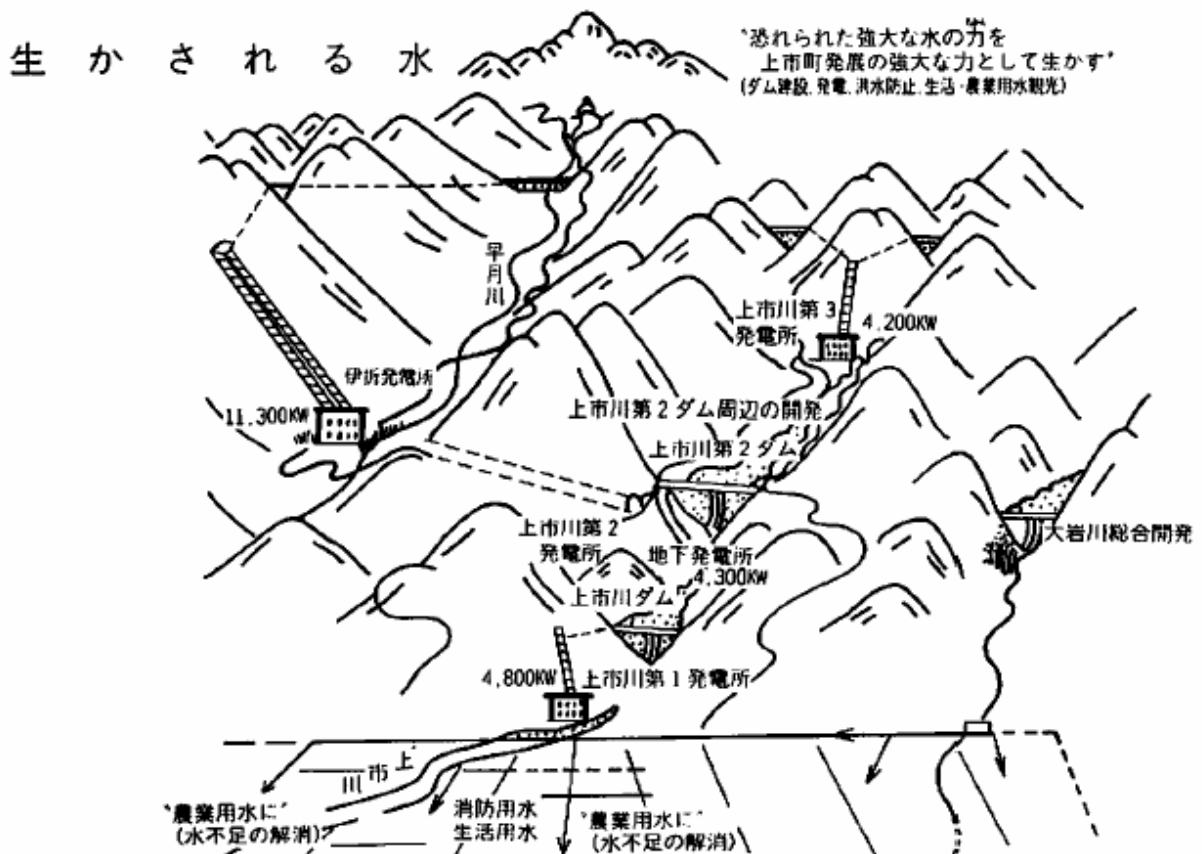 生かされる水
"恐れられた強大な水の力を
上市町発展の強大な力として生かす"
(ダム建設、発電、洪水防止、生活・農業用水観光)
早月川
上市川第3
発電所
4,200KW
伊折発電所
11,300KW
上市川第2ダム周辺の開発
上市川第2ダム
上市川第2
発電所
地下発電所
4,300KW
大岩川総合開発
上市川ダム
4,800KW
上市川第1発電所
上市川
"農業用水に"
(水不足の解消)
消防用水
生活用水
"農業用水に"
(水不足の解消)